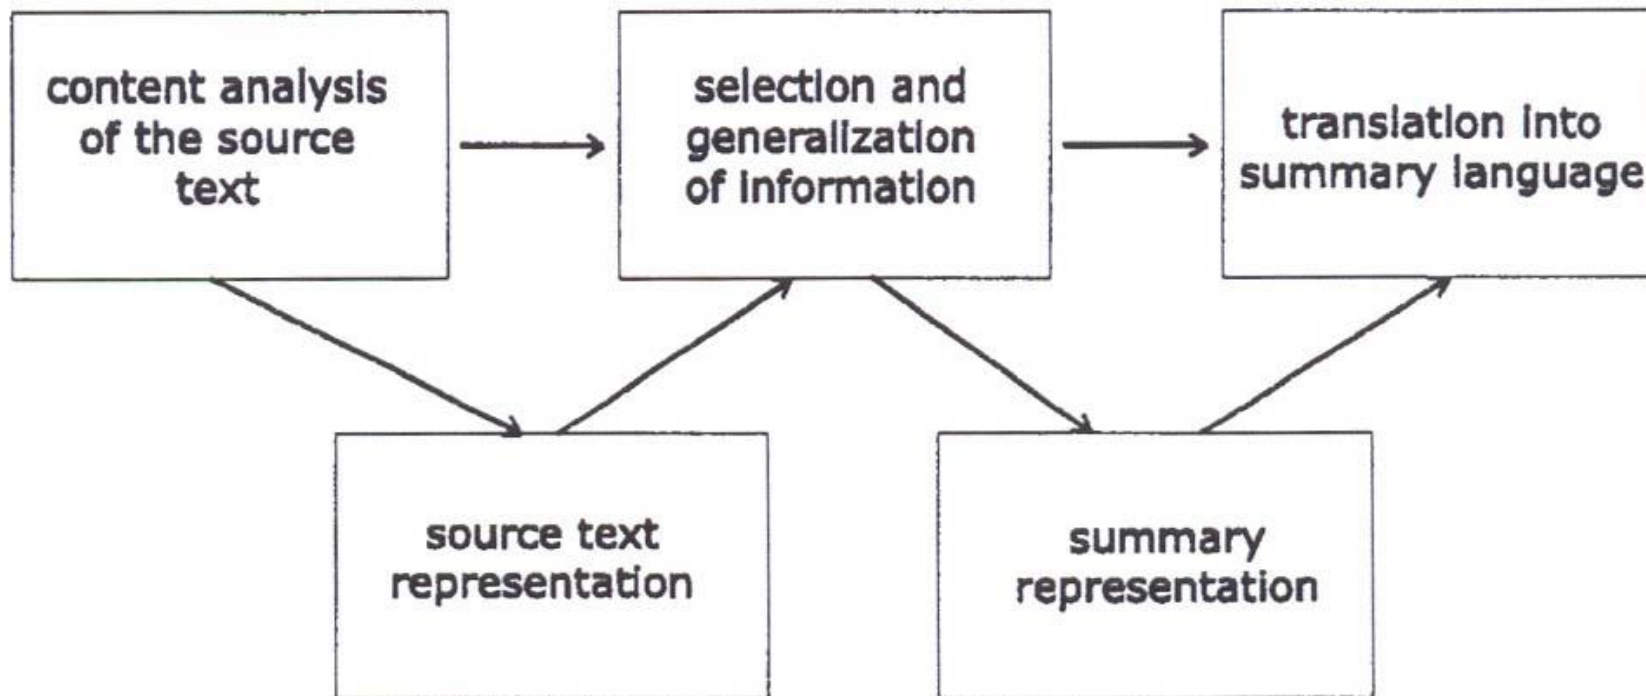 content analysis
of the source
text
selection and
generalization
of information
translation into
summary language
source text
representation
summary
representation